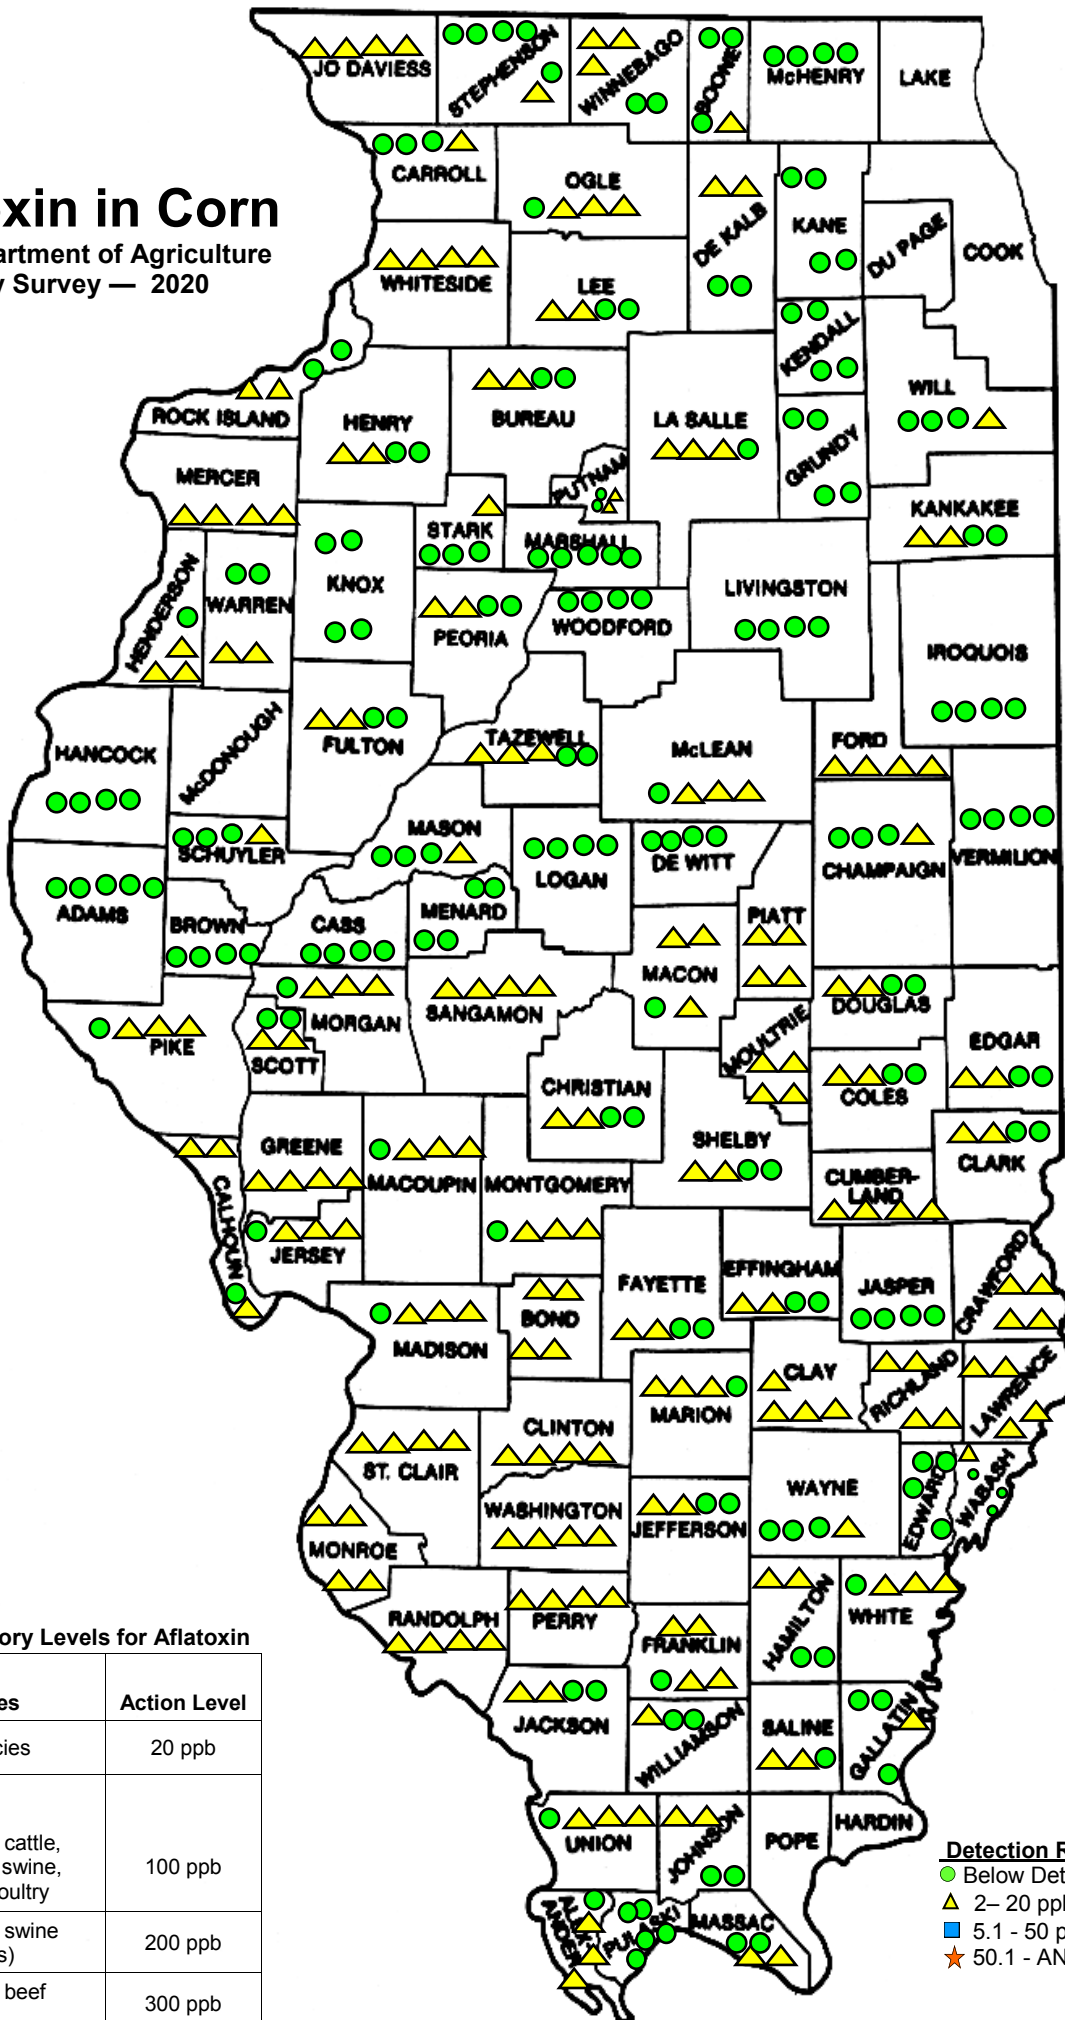 xin in Corn
artment of Agriculture
y Survey — 2020
JO DAVIESS
STEPHENSON
WINNEBAGO
BOONE
McHENRY
LAKE
CARROLL
OGLE
DE KALB
KANE
DU PAGE
COOK
WHITESIDE
LEE
KENDALL
WILL
ROCK ISLAND
HENRY
BUREAU
LA SALLE
GRUNDY
MERCER
PUTNAM
KANKAKEE
STARK
MARSHALL
HENDERSON
WARREN
KNOX
PEORIA
WOODFORD
LIVINGSTON
IROQUOIS
HANCOCK
McDONOUGH
FULTON
TAZEWELL
McLEAN
FORD
SCHUYLER
MASON
LOGAN
DE WITT
CHAMPAIGN
VERMILION
ADAMS
BROWN
CASS
MENARD
PIATT
MACON
PIKE
MORGAN
SCOTT
SANGAMON
MOULTRIE
DOUGLAS
EDGAR
CHRISTIAN
COLES
SHELBY
CLARK
GREENE
MACOUPIN
MONTGOMERY
CUMBER-
LAND
CALHOUN
JERSEY
FAYETTE
EFFINGHAM
JASPER
CRAWFORD
MADISON
BOND
CLAY
RICHLAND
LAWRENCE
MARION
CLINTON
ST. CLAIR
WAYNE
EDWARD
WABASH
WASHINGTON
JEFFERSON
MONROE
RANDOLPH
PERRY
HAMILTON
WHITE
FRANKLIN
JACKSON
WILLIAMSON
SALINE
GALLATIN
UNION
JOHNSON
POPE
HARDIN
ALEX-
ANDER
PULASKI
MASSAC
ory Levels for Aflatoxin
es
Action Level
cies
20 ppb
cattle,
swine,
oultry
100 ppb
swine
s)
200 ppb
beef
300 ppb
Detection R
Below Det
2– 20 pp
5.1 - 50 p
50.1 - AN